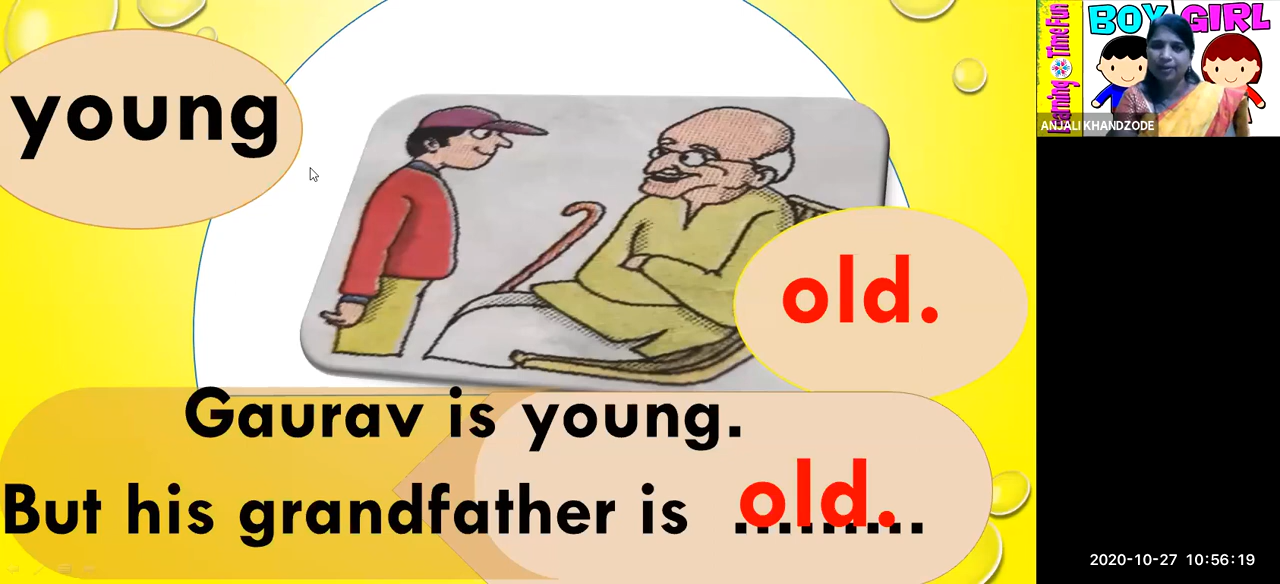 young
old.
Gaurav is young.
But his grandfather is ......... old.
BOY GIRL
Learning Time Fun
ANJALI KHANDZODE
2020-10-27 10:56:19